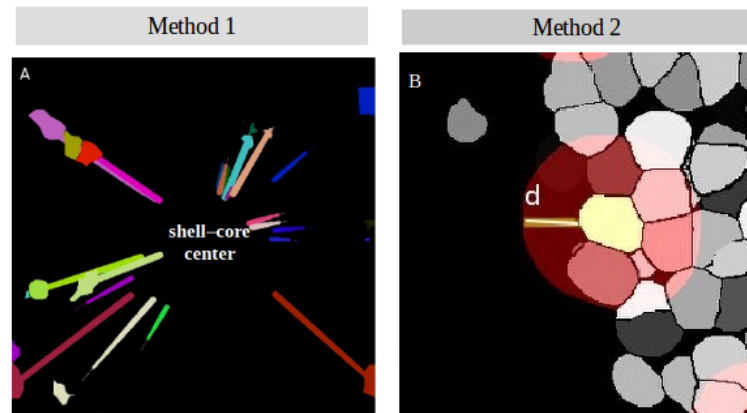 Method 1
Method 2
A
B
d
shell–core
center